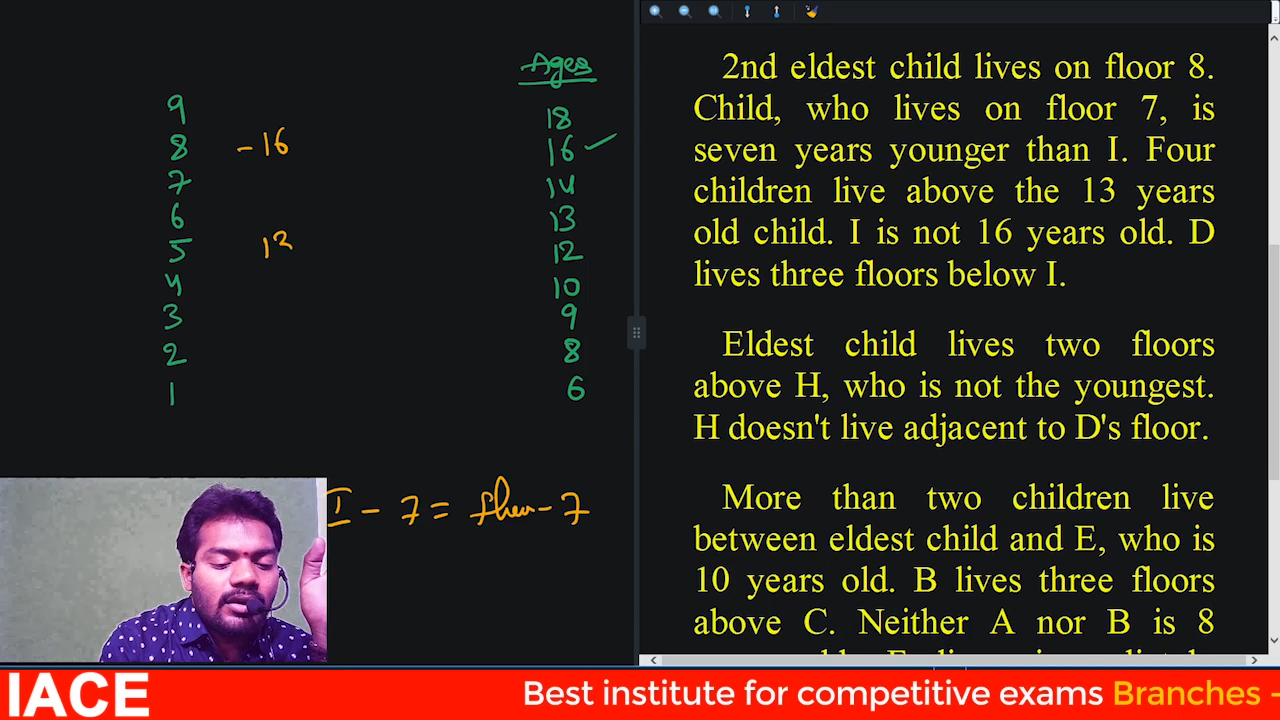 Ages
9 18
8 - 16 16 ✓
7 14
6 13
5 13 12
4 10
3 9
2 8
1 6
I - 7 = floor - 7
2nd eldest child lives on floor 8.
Child, who lives on floor 7, is
seven years younger than I. Four
children live above the 13 years
old child. I is not 16 years old. D
lives three floors below I.
Eldest child lives two floors
above H, who is not the youngest.
H doesn't live adjacent to D's floor.
More than two children live
between eldest child and E, who is
10 years old. B lives three floors
above C. Neither A nor B is 8
IACE
Best institute for competitive exams Branches -